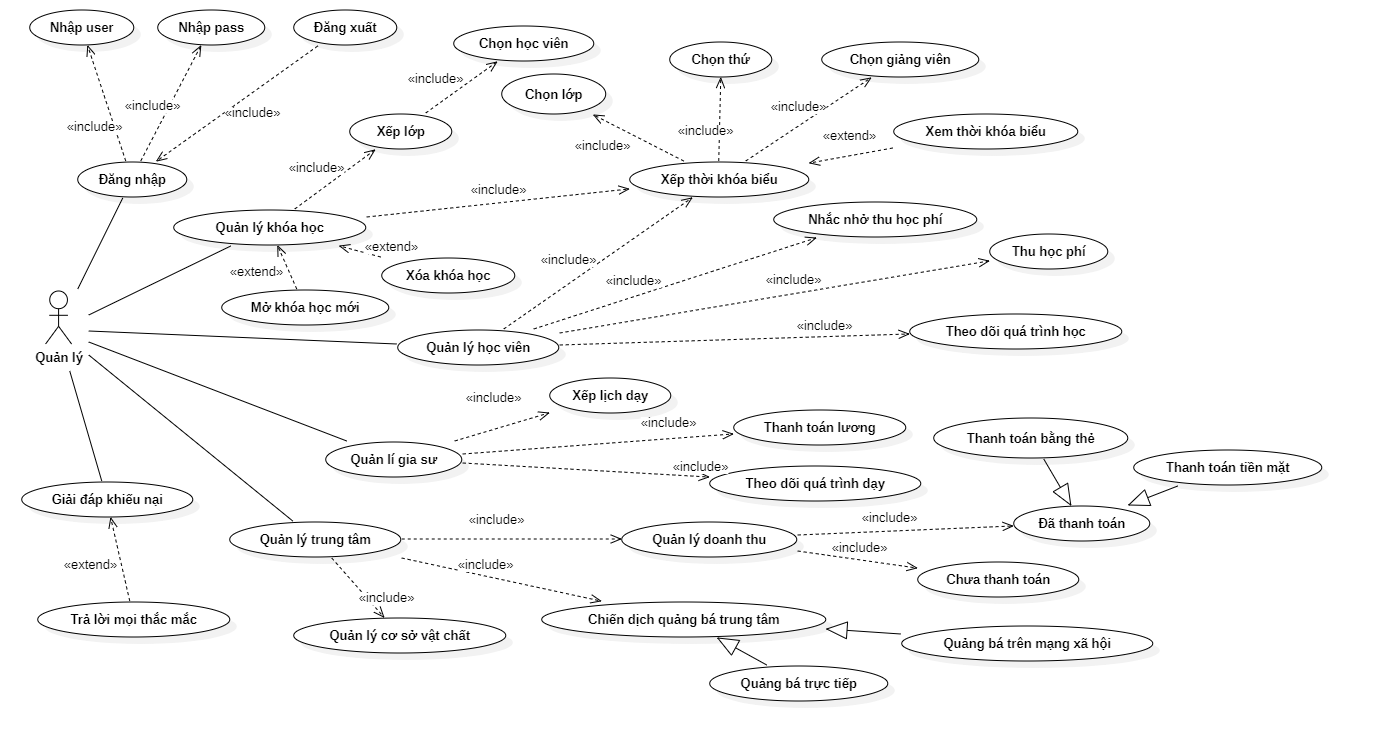 Nhập user
Nhập pass
Đăng xuất
Chọn học viên
Chọn thứ
Chọn giảng viên
«include»
Chọn lớp
«include»
«include»
«include»
«include»
Xếp lớp
«include»
«include»
«extend»
Xem thời khóa biểu
«include»
«include»
Đăng nhập
«include»
Xếp thời khóa biểu
Quản lý khóa học
Nhắc nhở thu học phí
«extend»
Thu học phí
«extend»
Xóa khóa học
«include»
«include»
«include»
Mở khóa học mới
Quản lý
Quản lý học viên
«include»
Theo dõi quá trình học
«include»
Xếp lịch dạy
«include»
Thanh toán lương
Thanh toán bằng thẻ
Quản lí gia sư
«include»
Theo dõi quá trình dạy
Thanh toán tiền mặt
Giải đáp khiếu nại
«include»
«include»
Đã thanh toán
Quản lý trung tâm
Quản lý doanh thu
«include»
«extend»
«include»
Chưa thanh toán
«include»
Trả lời mọi thắc mắc
Quản lý cơ sở vật chất
Chiến dịch quảng bá trung tâm
Quảng bá trên mạng xã hội
Quảng bá trực tiếp